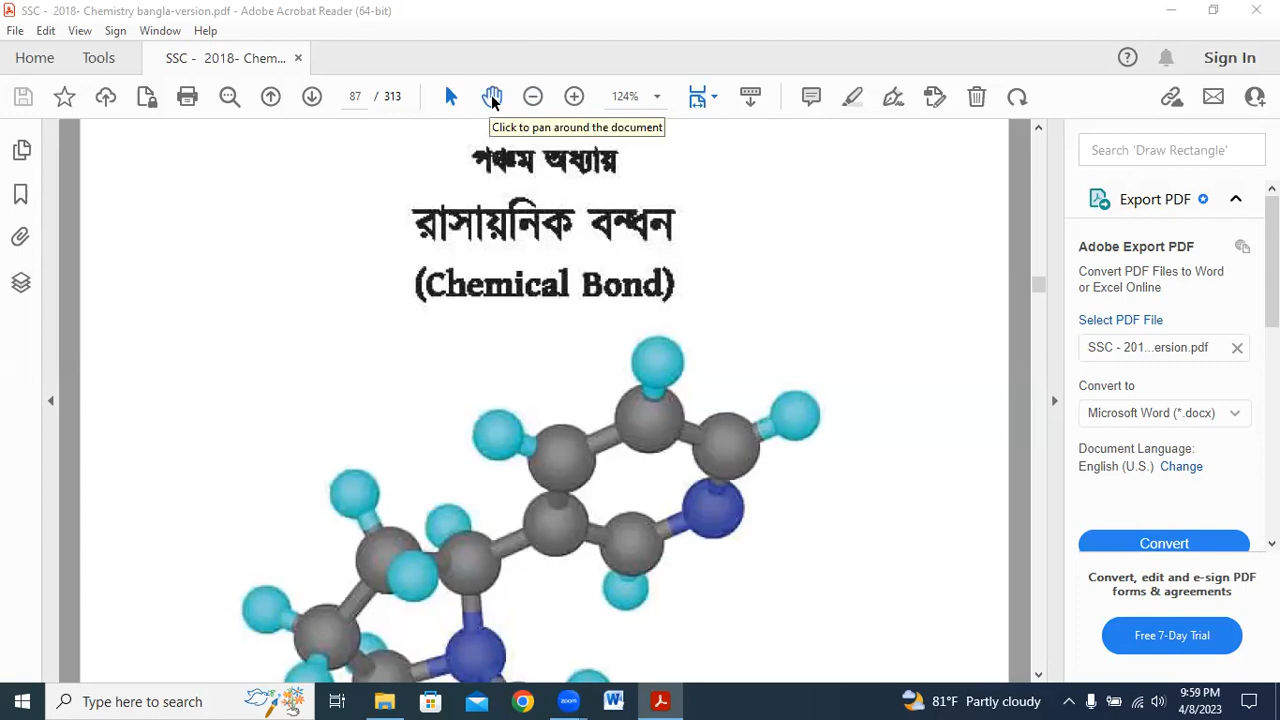 SSC - 2018- Chemistry bangla-version.pdf - Adobe Acrobat Reader (64-bit)
File Edit View Sign Window Help
Home Tools SSC - 2018- Chem... Sign In
87 / 313 124%
Click to pan around the document
পঞ্চম অধ্যায়
রাসায়নিক বন্ধন
(Chemical Bond)
Search 'Draw Rectangle'
Export PDF
Adobe Export PDF
Convert PDF Files to Word
or Excel Online
Select PDF File
SSC - 201...ersion.pdf
Convert to
Microsoft Word (*.docx)
Document Language:
English (U.S.) Change
Convert
Convert, edit and e-sign PDF
forms & agreements
Free 7-Day Trial
Type here to search
81°F Partly cloudy
9:59 PM
4/8/2023